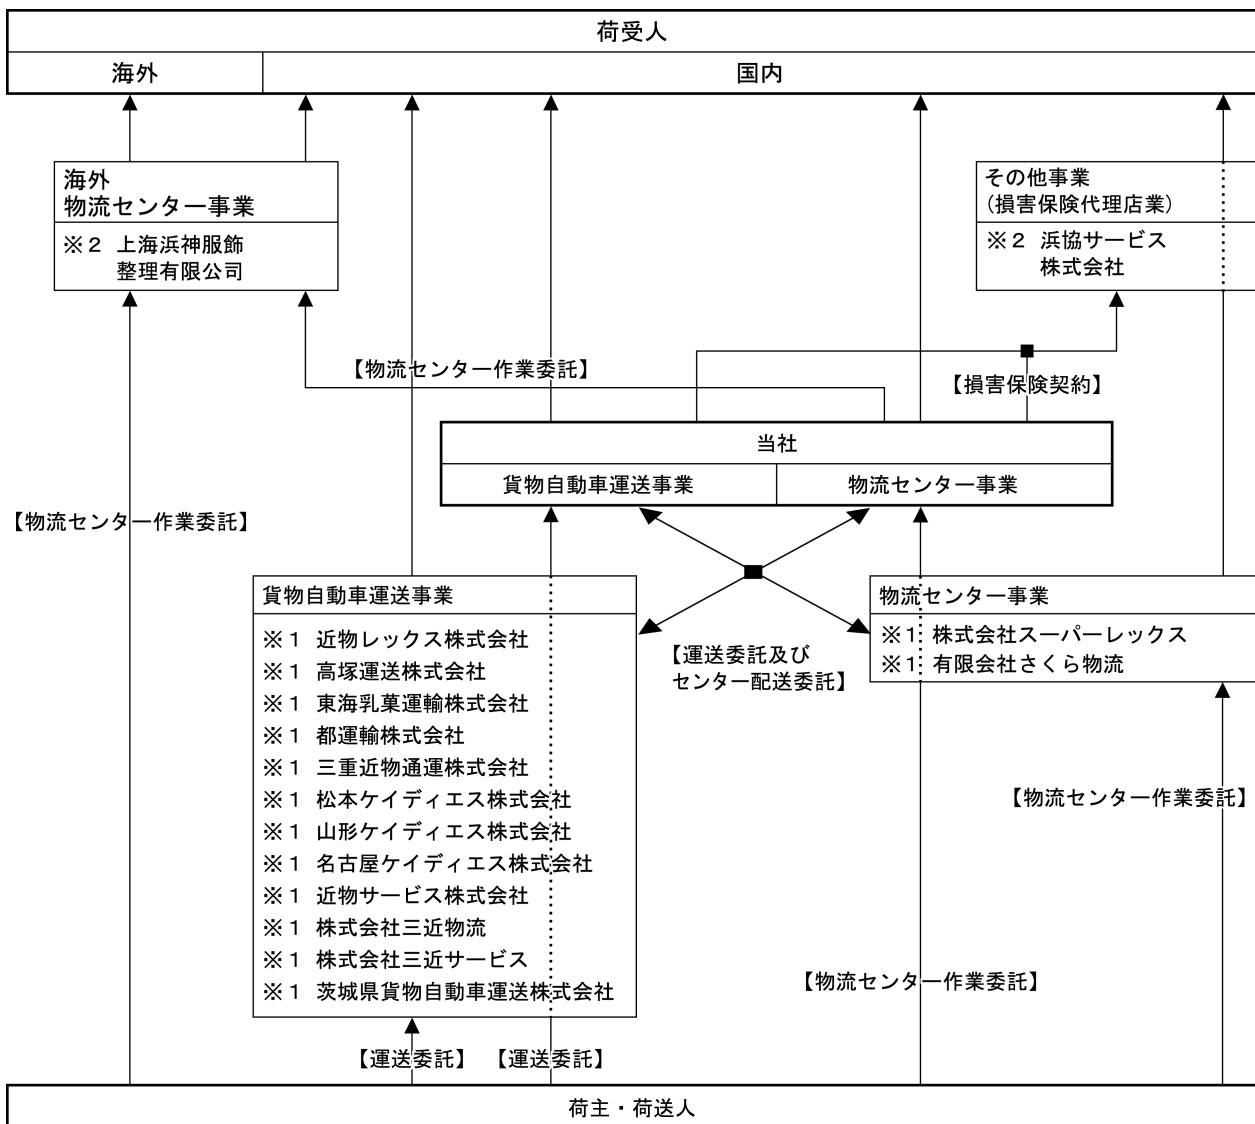 荷受人
海外
国内
海外
物流センター事業
※2 上海浜神服飾
整理有限公司
その他事業
(損害保険代理店業)
※2 浜協サービス
株式会社
【物流センター作業委託】
【損害保険契約】
当社
貨物自動車運送事業
物流センター事業
【物流センター作業委託】
貨物自動車運送事業
※1 近物レックス株式会社
※1 高塚運送株式会社
※1 東海乳菓運輸株式会社
※1 都運輸株式会社
※1 三重近物通運株式会社
※1 松本ケイディエス株式会社
※1 山形ケイディエス株式会社
※1 名古屋ケイディエス株式会社
※1 近物サービス株式会社
※1 株式会社三近物流
※1 株式会社三近サービス
※1 茨城県貨物自動車運送株式会社
【運送委託及び
センター配送委託】
物流センター事業
※1 株式会社スーパーレックス
※1 有限会社さくら物流
【物流センター作業委託】
【物流センター作業委託】
【運送委託】
【運送委託】
荷主・荷送人